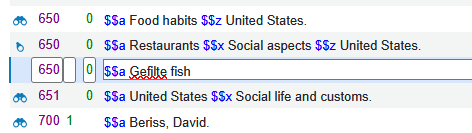 650 0 $$a Food habits $$z United States.
650 0 $$a Restaurants $$x Social aspects $$z United States.
650 0 $$a Gefilte fish
651 0 $$a United States $$x Social life and customs.
700 1 $$a Beriss, David.